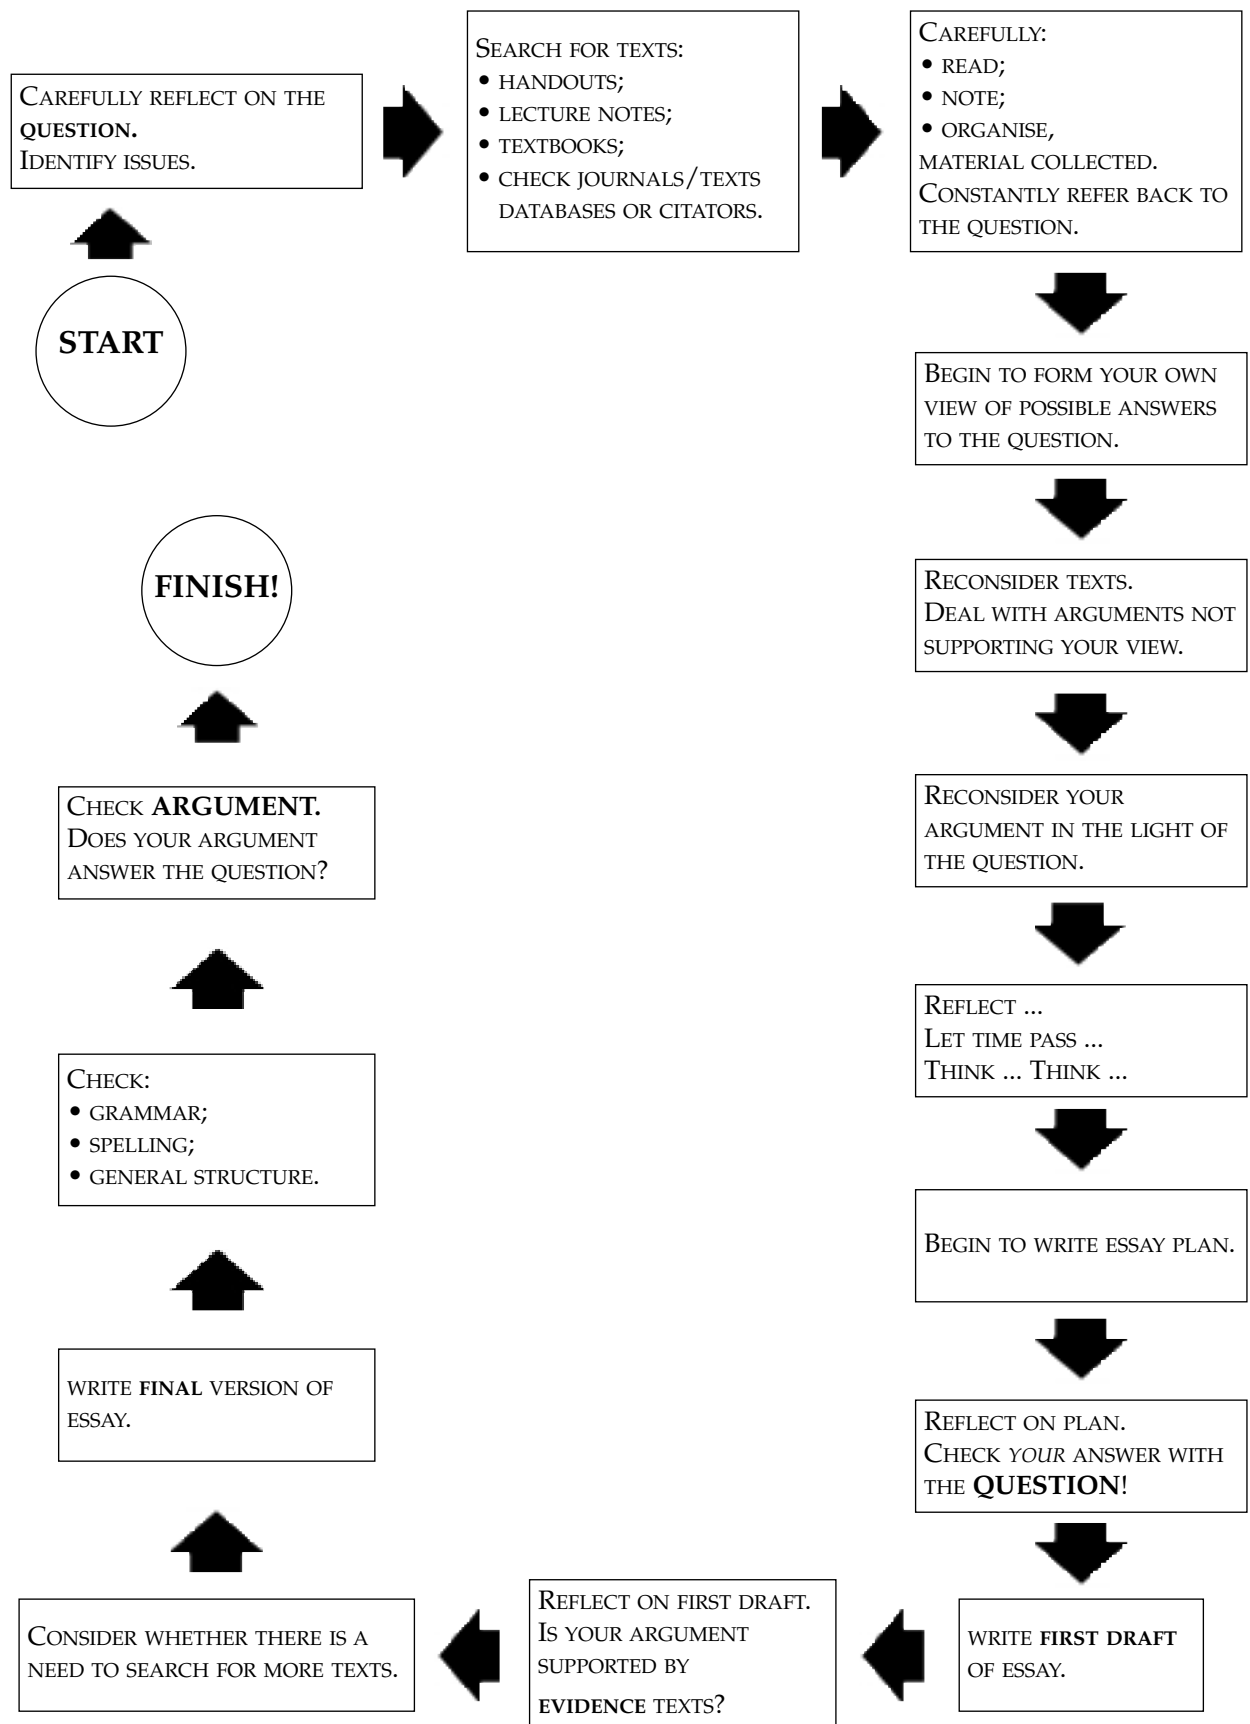 START
CAREFULLY REFLECT ON THE
QUESTION.
IDENTIFY ISSUES.
SEARCH FOR TEXTS:
• HANDOUTS;
• LECTURE NOTES;
• TEXTBOOKS;
• CHECK JOURNALS/TEXTS
DATABASES OR CITATORS.
CAREFULLY:
• READ;
• NOTE;
• ORGANISE,
MATERIAL COLLECTED.
CONSTANTLY REFER BACK TO
THE QUESTION.
BEGIN TO FORM YOUR OWN
VIEW OF POSSIBLE ANSWERS
TO THE QUESTION.
RECONSIDER TEXTS.
DEAL WITH ARGUMENTS NOT
SUPPORTING YOUR VIEW.
RECONSIDER YOUR
ARGUMENT IN THE LIGHT OF
THE QUESTION.
REFLECT ...
LET TIME PASS ...
THINK ... THINK ...
BEGIN TO WRITE ESSAY PLAN.
REFLECT ON PLAN.
CHECK YOUR ANSWER WITH
THE QUESTION!
WRITE FIRST DRAFT
OF ESSAY.
REFLECT ON FIRST DRAFT.
IS YOUR ARGUMENT
SUPPORTED BY
EVIDENCE TEXTS?
CONSIDER WHETHER THERE IS A
NEED TO SEARCH FOR MORE TEXTS.
WRITE FINAL VERSION OF
ESSAY.
CHECK:
• GRAMMAR;
• SPELLING;
• GENERAL STRUCTURE.
CHECK ARGUMENT.
DOES YOUR ARGUMENT
ANSWER THE QUESTION?
FINISH!